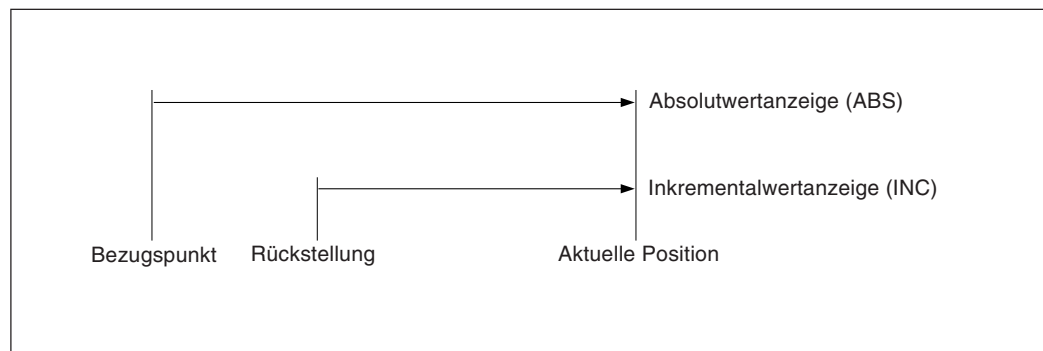 Absolutwertanzeige (ABS)
Inkrementalwertanzeige (INC)
Bezugspunkt
Rückstellung
Aktuelle Position